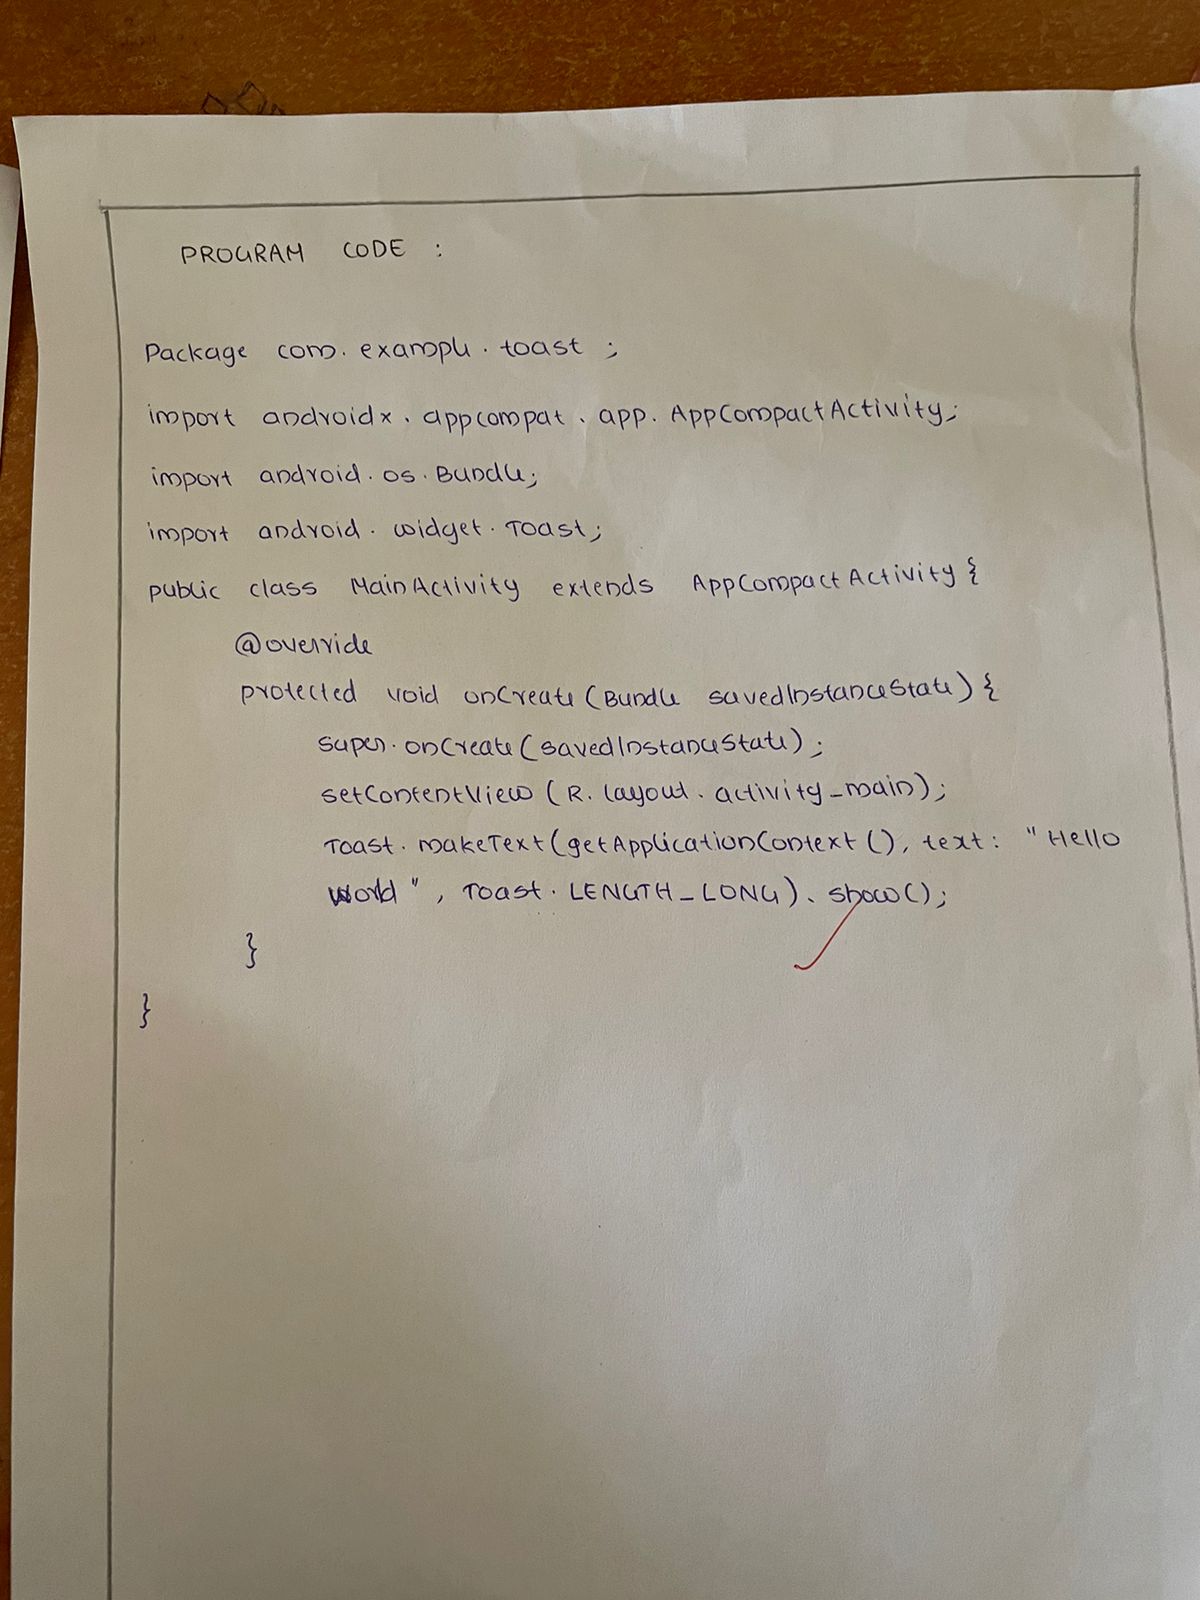 PROGRAM CODE :
Package com.example.toast ;
import androidx.appcompat.app.AppCompactActivity;
import android.os.Bundle;
import android.widget.Toast;
public class MainActivity extends AppCompactActivity {
@override
protected void onCreate(Bundle savedInstanceState) {
super.onCreate(savedInstanceState);
setContentView (R.layout.activity_main);
Toast.makeText(getApplicationContext(), text: "Hello
World", Toast.LENGTH_LONG).show();
}
}